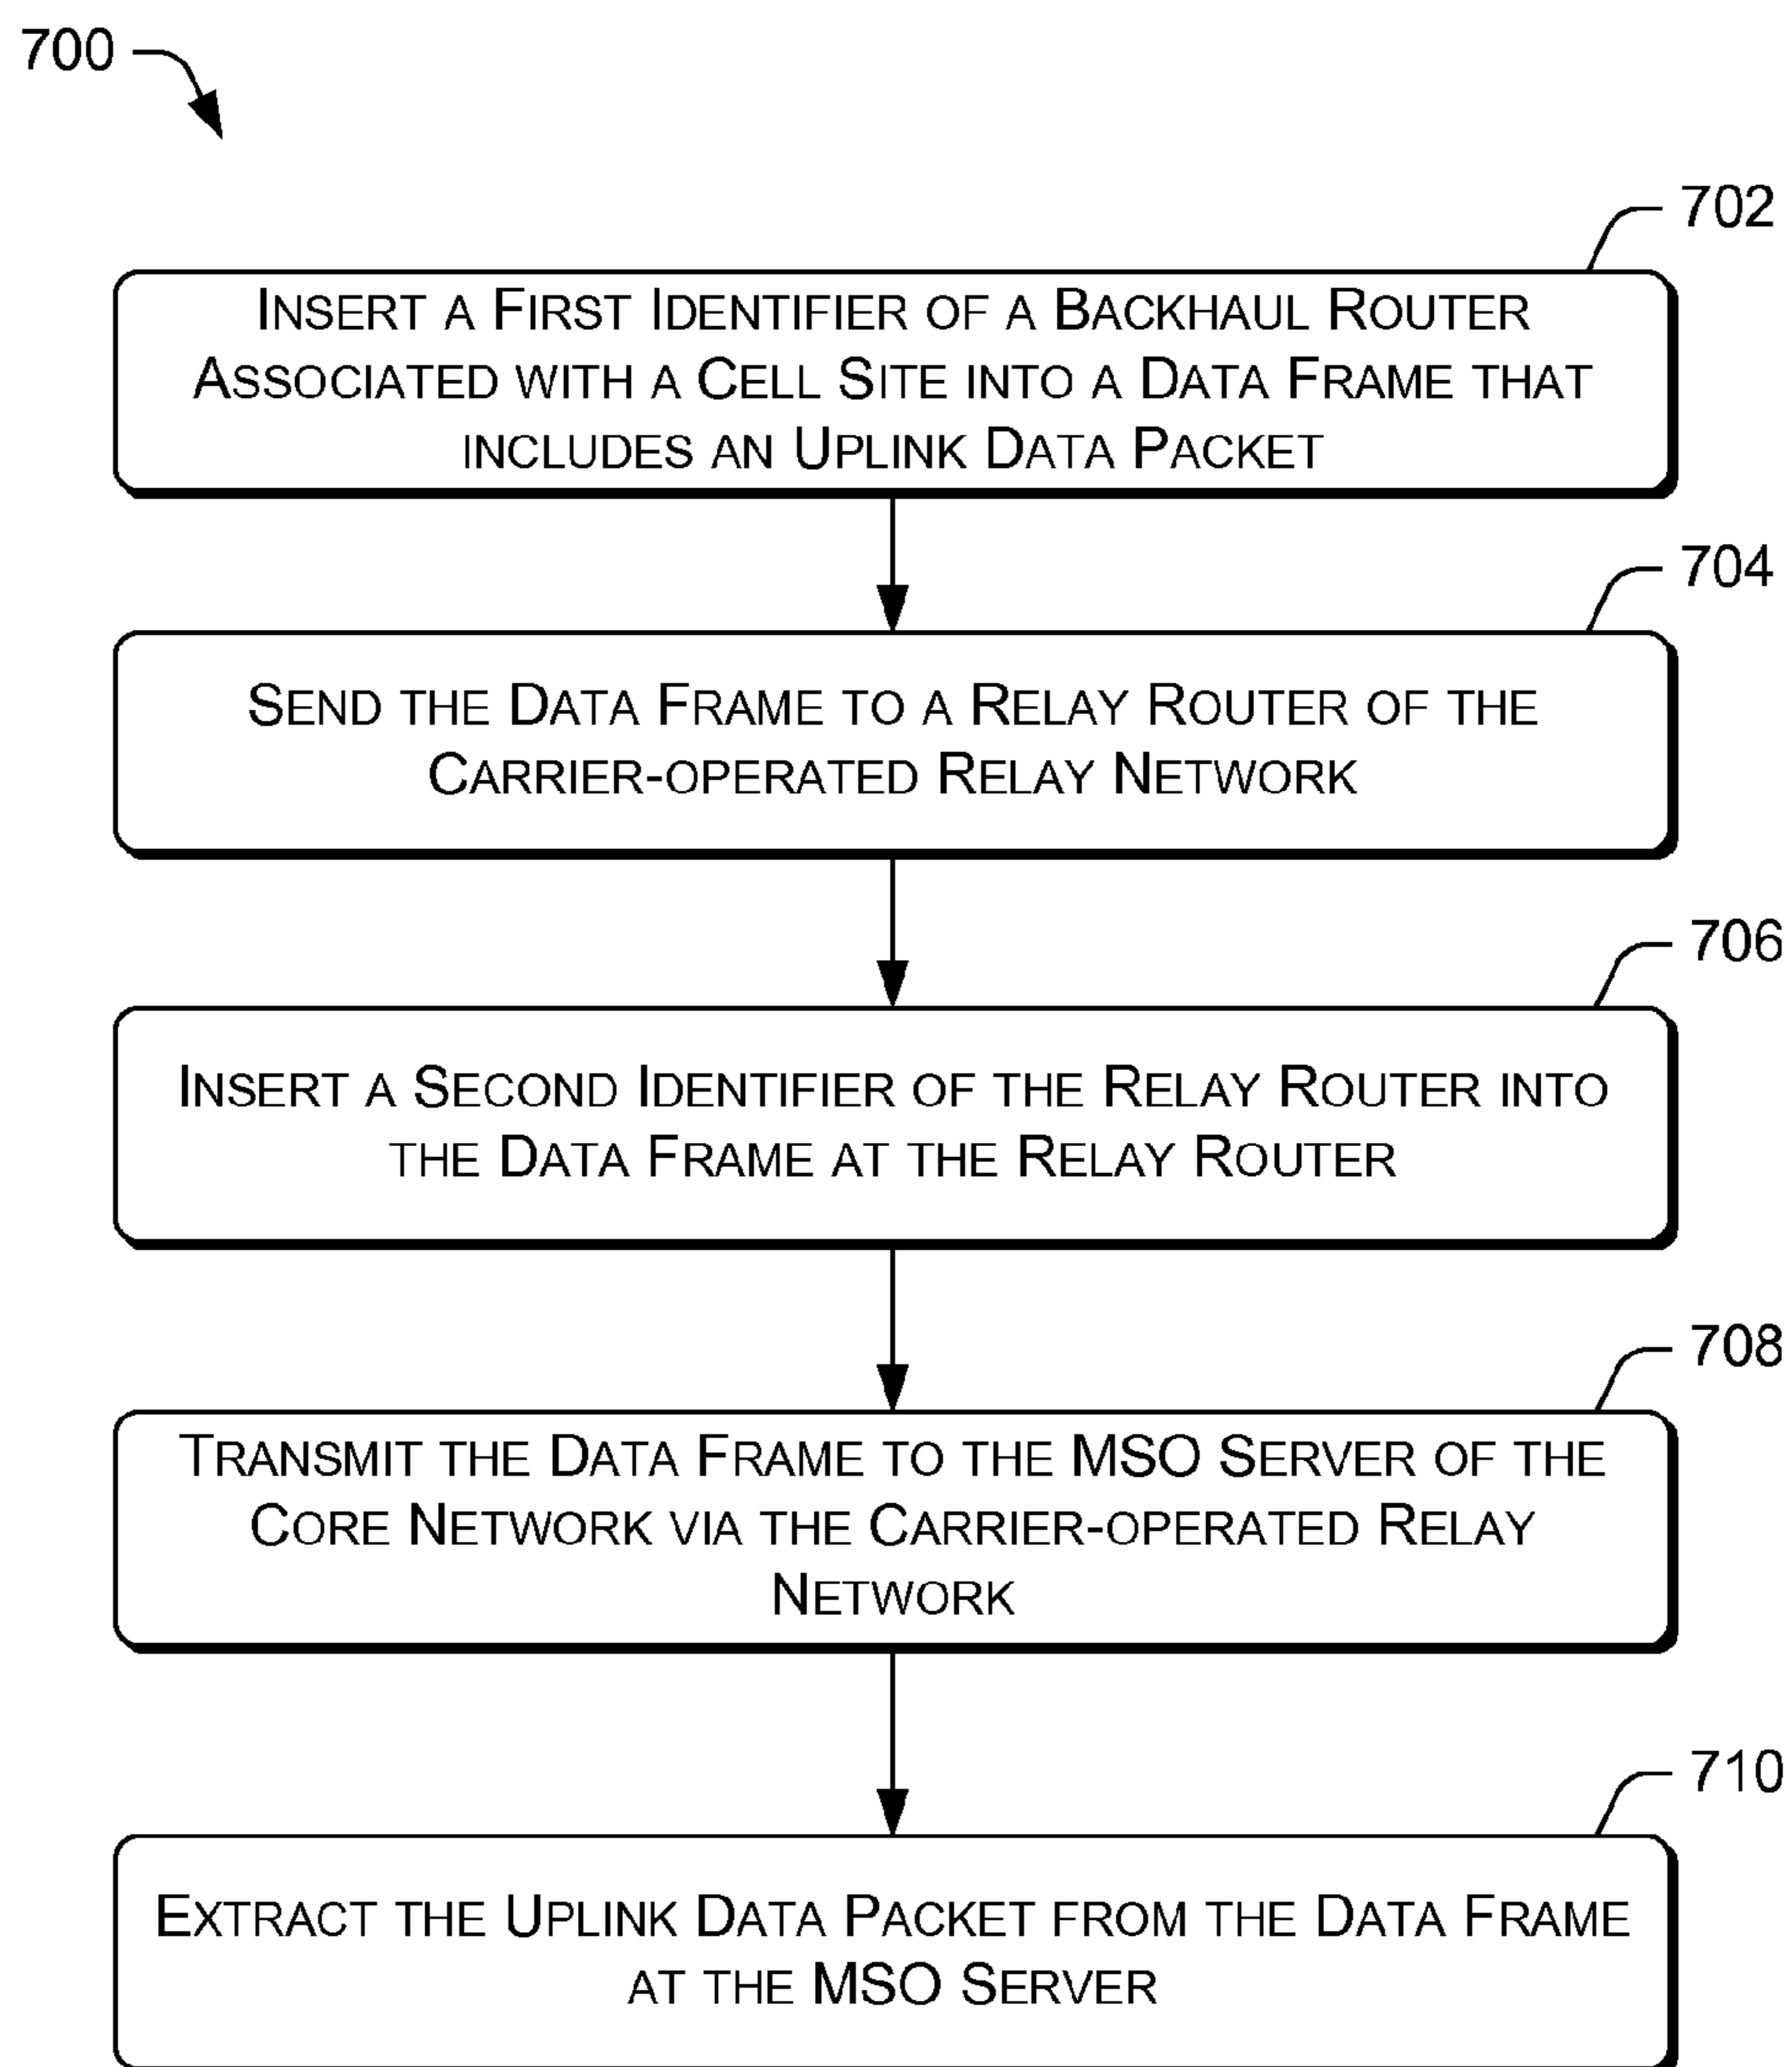 700
702
INSERT A FIRST IDENTIFIER OF A BACKHAUL ROUTER
ASSOCIATED WITH A CELL SITE INTO A DATA FRAME THAT
INCLUDES AN UPLINK DATA PACKET
704
SEND THE DATA FRAME TO A RELAY ROUTER OF THE
CARRIER-OPERATED RELAY NETWORK
706
INSERT A SECOND IDENTIFIER OF THE RELAY ROUTER INTO
THE DATA FRAME AT THE RELAY ROUTER
708
TRANSMIT THE DATA FRAME TO THE MSO SERVER OF THE
CORE NETWORK VIA THE CARRIER-OPERATED RELAY
NETWORK
710
EXTRACT THE UPLINK DATA PACKET FROM THE DATA FRAME
AT THE MSO SERVER